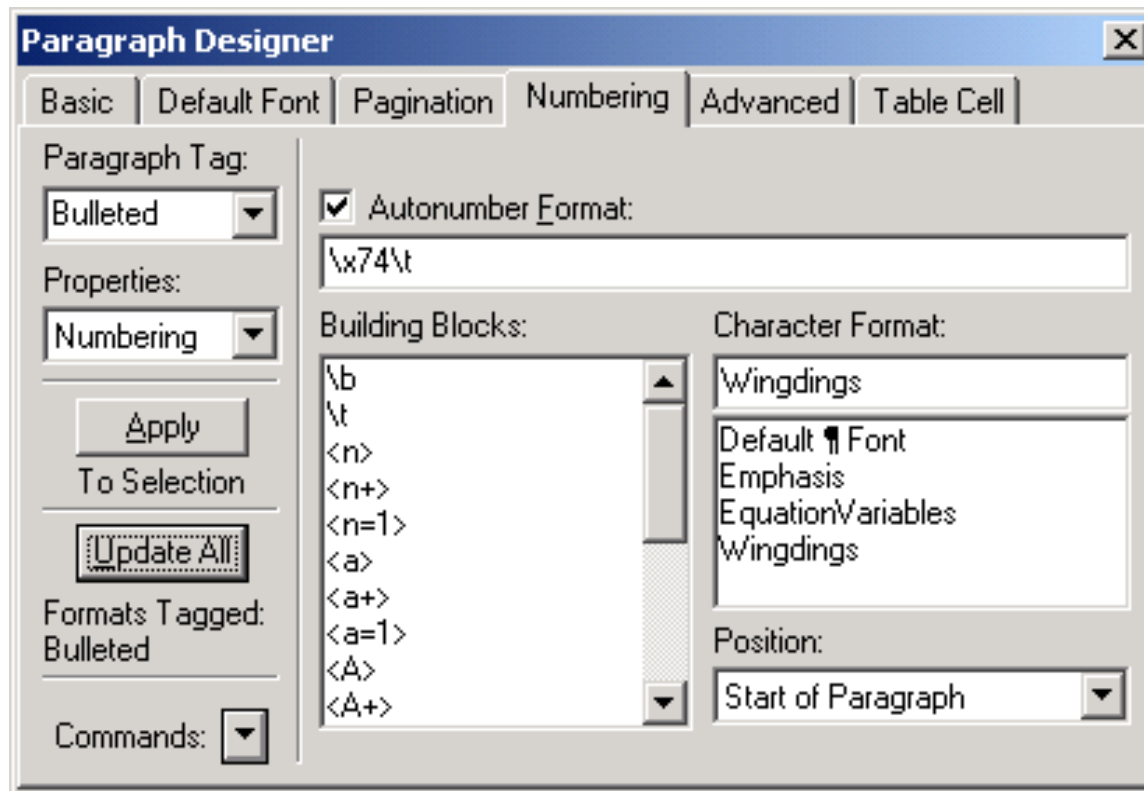 Paragraph Designer
Basic
Default Font
Pagination
Numbering
Advanced
Table Cell
Paragraph Tag:
Bulleted
Properties:
Numbering
Apply
To Selection
Update All
Formats Tagged:
Bulleted
Commands:
Autonumber Format:
\x74\t
Building Blocks:
\b
\t
<n>
<n+>
<n=1>
<a>
<a+>
<a=1>
<A>
<A+>
Character Format:
Wingdings
Default ¶ Font
Emphasis
EquationVariables
Wingdings
Position:
Start of Paragraph